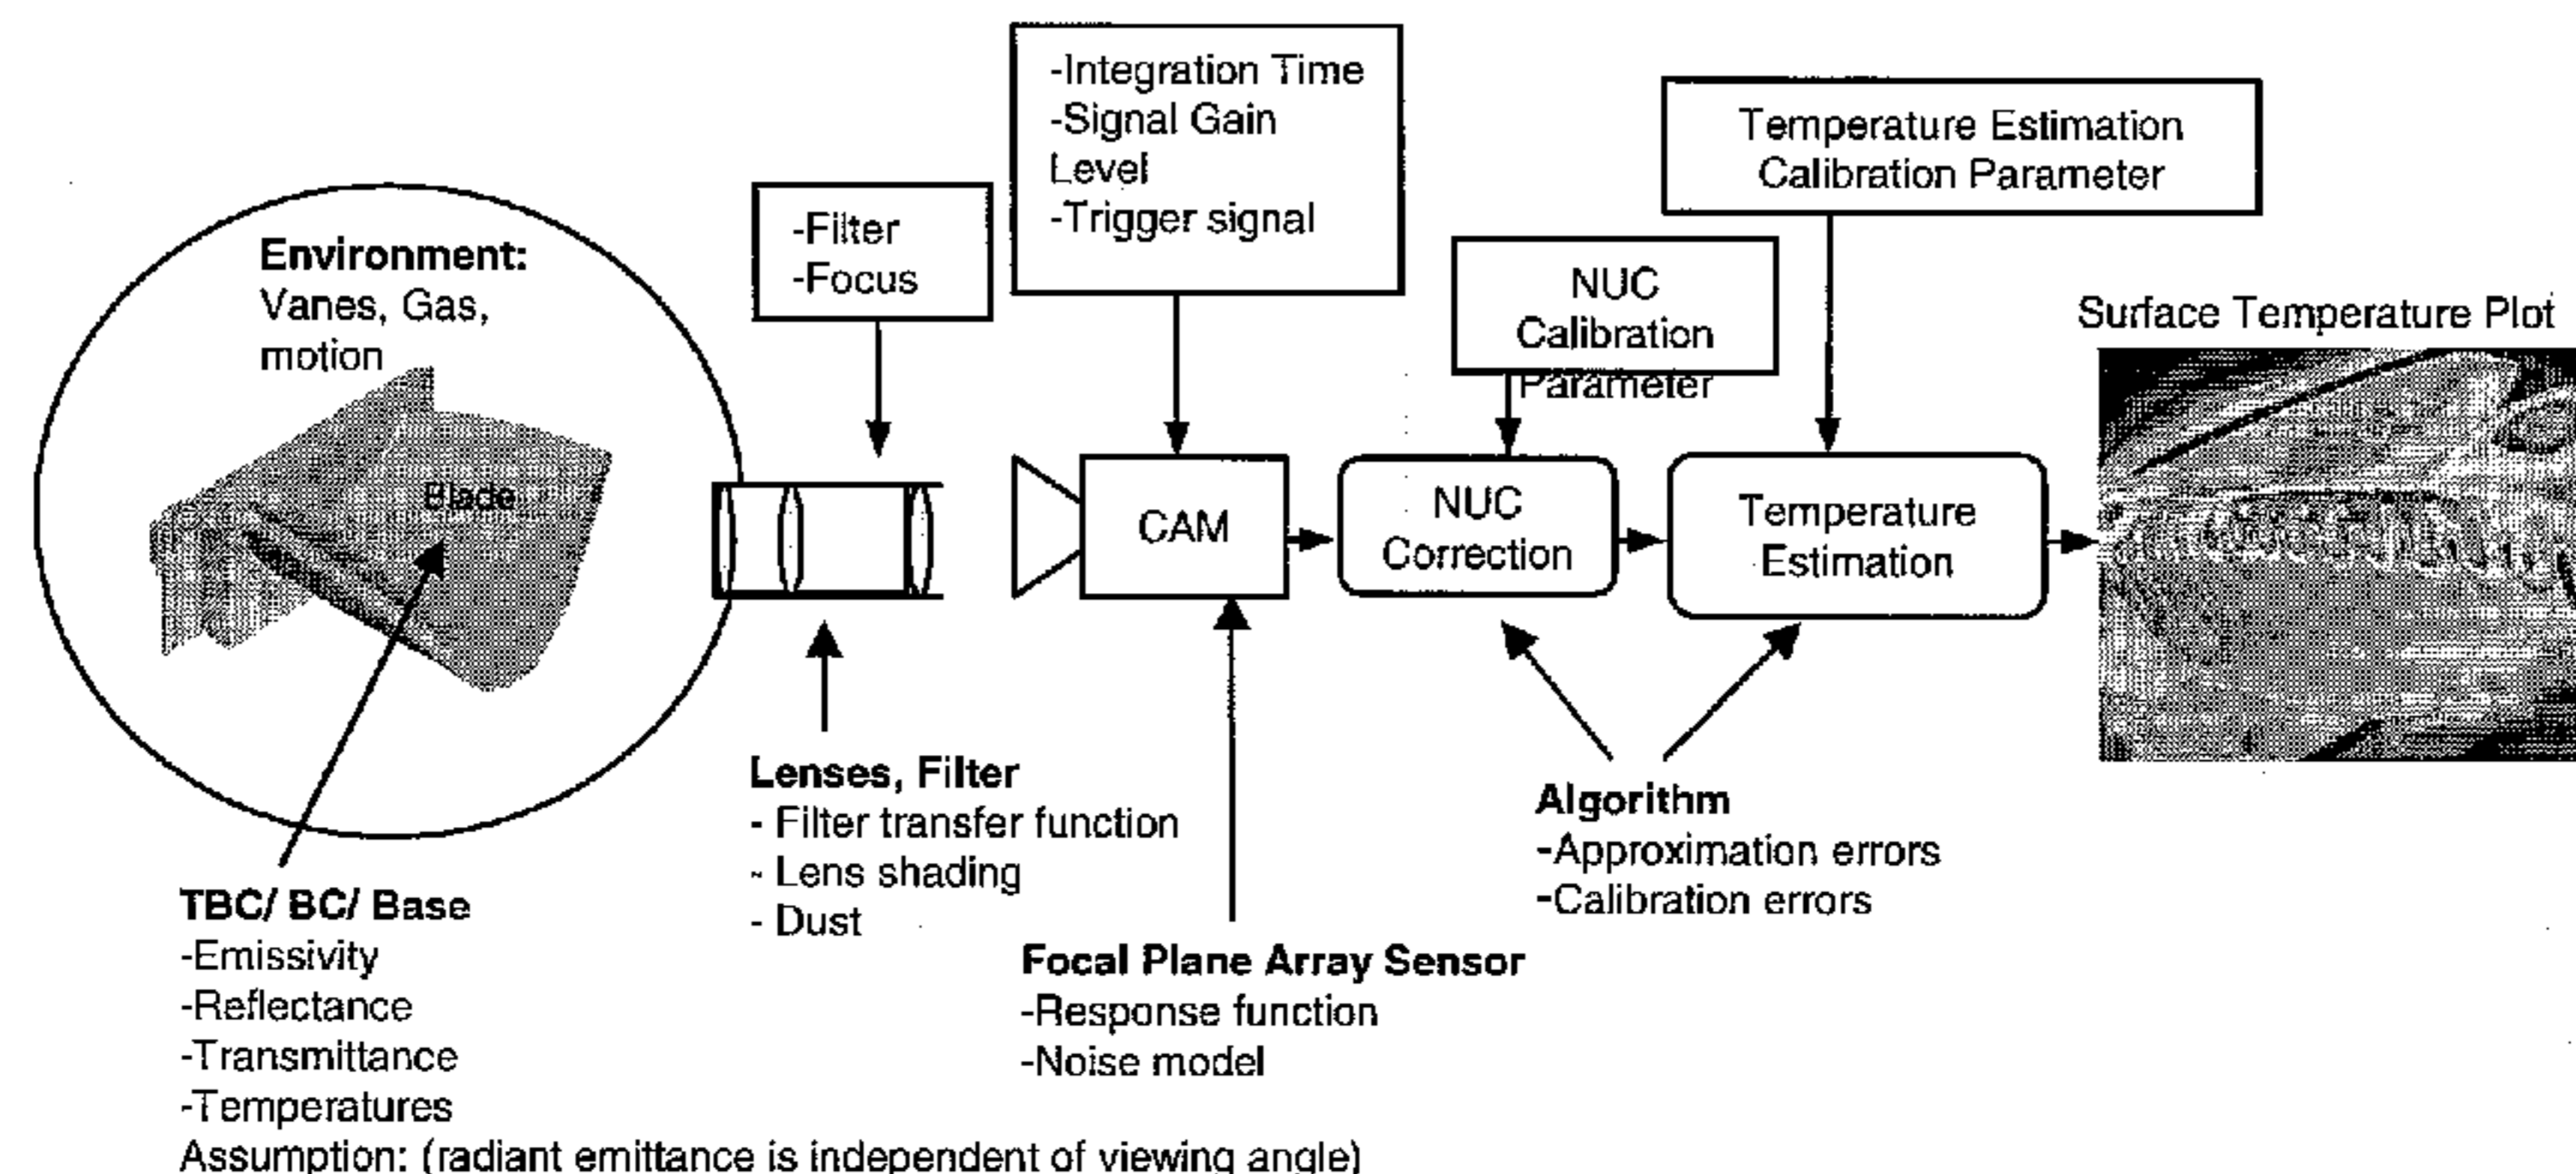 -Integration Time
-Signal Gain
Level
-Trigger signal
Temperature Estimation
Calibration Parameter
-Filter
-Focus
Environment:
Vanes, Gas,
motion
NUC
Calibration
Parameter
Surface Temperature Plot
Blade
CAM
NUC
Correction
Temperature
Estimation
Lenses, Filter
- Filter transfer function
- Lens shading
- Dust
Algorithm
-Approximation errors
-Calibration errors
TBC/ BC/ Base
-Emissivity
-Reflectance
-Transmittance
-Temperatures
Assumption: (radiant emittance is independent of viewing angle)
Focal Plane Array Sensor
-Response function
-Noise model